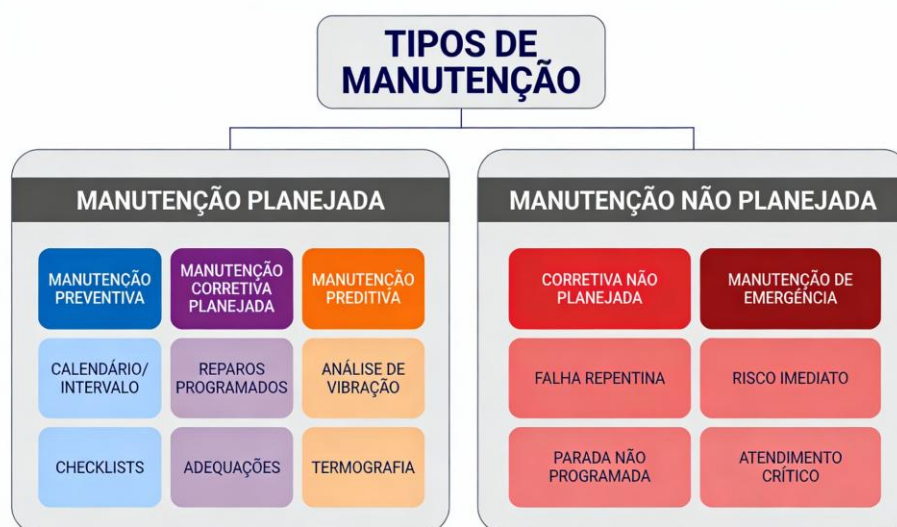 TIPOS DE
MANUTENÇÃO
MANUTENÇÃO PLANEJADA
MANUTENÇÃO
PREVENTIVA
MANUTENÇÃO
CORRETIVA
PLANEJADA
MANUTENÇÃO
PREDITIVA
CALENDÁRIO/
INTERVALO
REPAROS
PROGRAMADOS
ANÁLISE DE
VIBRAÇÃO
CHECKLISTS
ADEQUAÇÕES
TERMOGRAFIA
MANUTENÇÃO NÃO PLANEJADA
CORRETIVA NÃO
PLANEJADA
MANUTENÇÃO DE
EMERGÉNCIA
FALHA REPENTINA
RISCO IMEDIATO
PARADA NÃO
PROGRAMADA
ATENDIMENTO
CRÍTICO